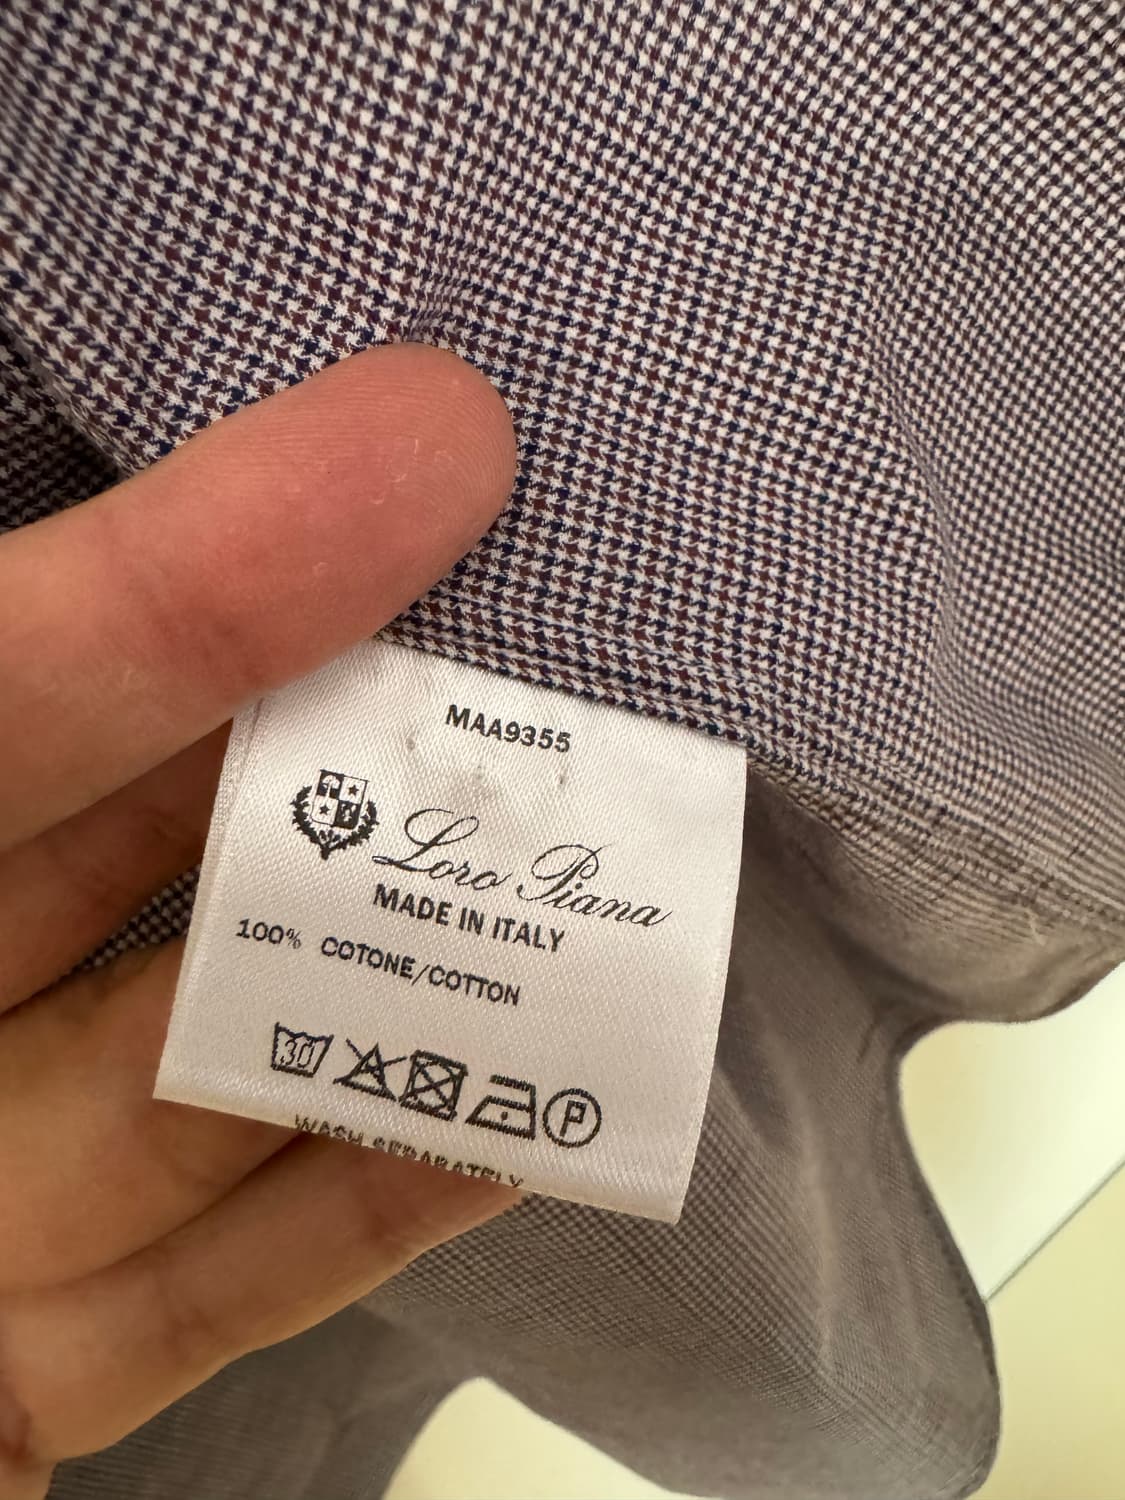 MAA9355
Loro Piana
MADE IN ITALY
100% COTONE/COTTON
30 P
WASH SEPARATELY